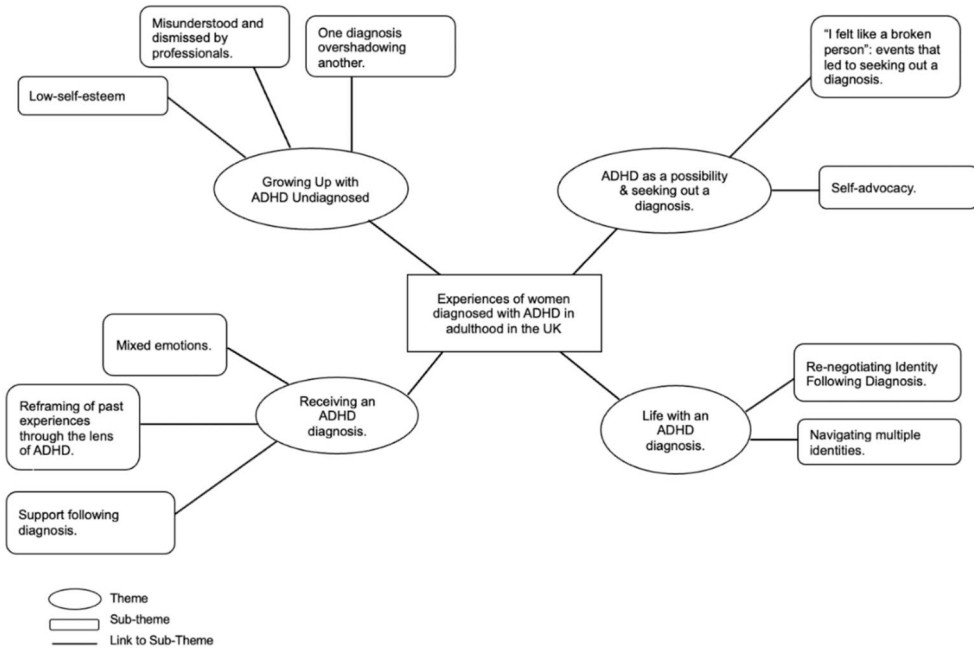 Misunderstood and
dismissed by
professionals.
One diagnosis
overshadowing
another.
Low-self-esteem
Growing Up with
ADHD Undiagnosed
"I felt like a broken
person": events that
led to seeking out a
diagnosis.
ADHD as a possibility
& seeking out a
diagnosis.
Self-advocacy.
Experiences of women
diagnosed with ADHD in
adulthood in the UK
Mixed emotions.
Reframing of past
experiences
through the lens
of ADHD.
Support following
diagnosis.
Receiving an
ADHD
diagnosis.
Life with an
ADHD
diagnosis.
Re-negotiating Identity
Following Diagnosis.
Navigating multiple
identities.
Theme
Sub-theme
Link to Sub-Theme